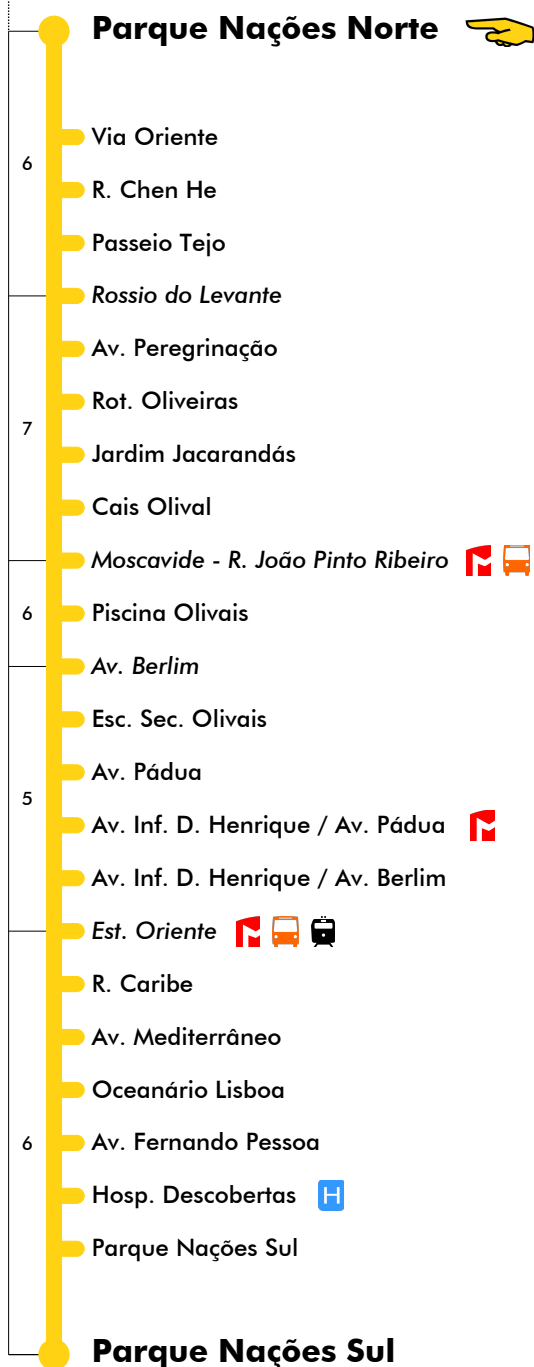 Parque Nações Norte
Via Oriente
6
R. Chen He
Passeio Tejo
Rossio do Levante
Av. Peregrinação
Rot. Oliveiras
7
Jardim Jacarandás
Cais Olival
Moscavide - R. João Pinto Ribeiro
6 Piscina Olivais
Av. Berlim
Esc. Sec. Olivais
Av. Pádua
5
Av. Inf. D. Henrique / Av. Pádua
Av. Inf. D. Henrique / Av. Berlim
Est. Oriente
R. Caribe
Av. Mediterrâneo
Oceanário Lisboa
6 Av. Fernando Pessoa
Hosp. Descobertas H
Parque Nações Sul
Parque Nações Sul